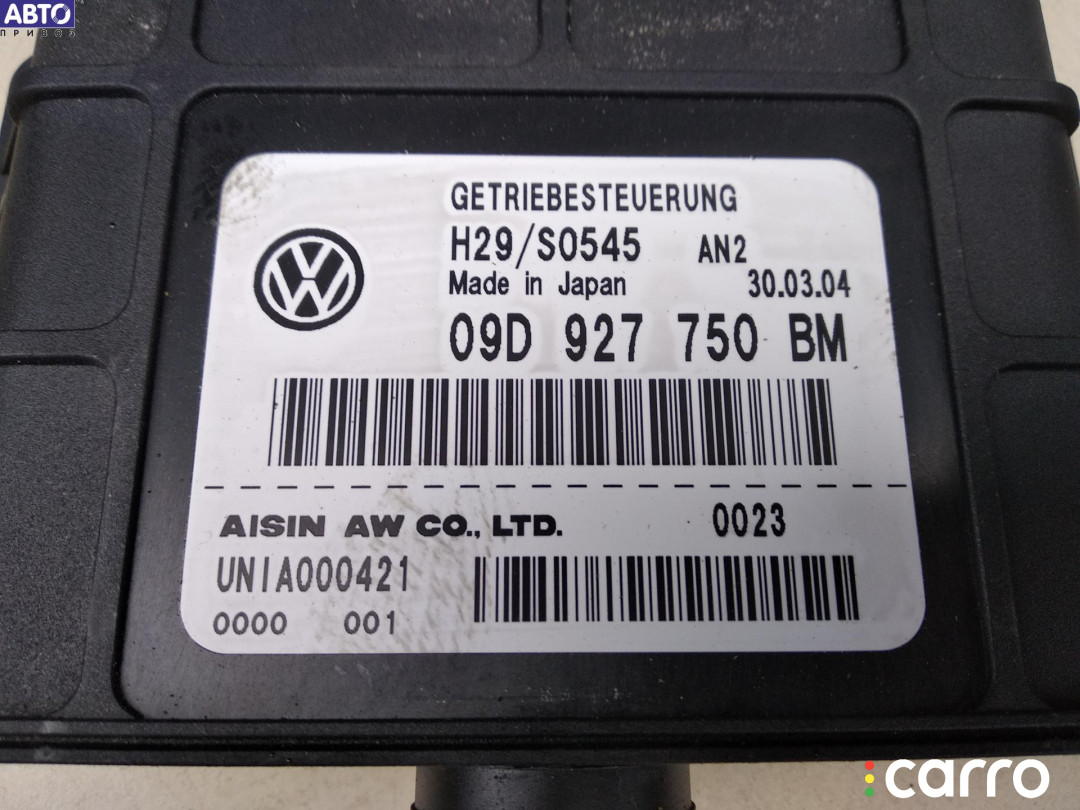 АВТО
ПРИВОЗ
GETRIEBESTEUERUNG
H29/S0545 AN2
Made in Japan 30.03.04
09D 927 750 BM
AISIN AW CO., LTD. 0023
UNIA000421
0000 001
carro